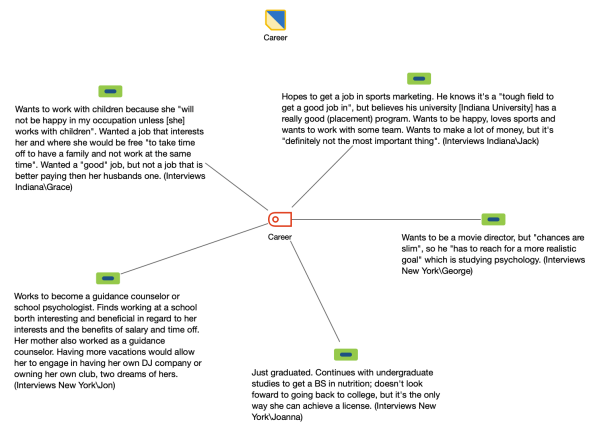 Career
Wants to work with children because she "will
not be happy in my occupation unless [she]
works with children". Wanted a job that interests
her and where she would be free "to take time
off to have a family and not work at the same
time". Wanted a "good" job, but not a job that is
better paying then her husbands one. (Interviews
Indiana\Grace)
Hopes to get a job in sports marketing. He knows it's a "tough field to
get a good job in", but believes his university [Indiana University] has a
really good (placement) program. Wants to be happy, loves sports and
wants to work with some team. Wants to make a lot of money, but it's
"definitely not the most important thing". (Interviews Indiana\Jack)
Career
Wants to be a movie director, but "chances are
slim", so he "has to reach for a more realistic
goal" which is studying psychology. (Interviews
New York\George)
Works to become a guidance counselor or
school psychologist. Finds working at a school
borth interesting and beneficial in regard to her
interests and the benefits of salary and time off.
Her mother also worked as a guidance
counselor. Having more vacations would allow
her to engage in having her own DJ company or
owning her own club, two dreams of hers.
(Interviews New York\Jon)
Just graduated. Continues with undergraduate
studies to get a BS in nutrition; doesn't look
foward to going back to college, but it's the only
way she can achieve a license. (Interviews New
York\Joanna)